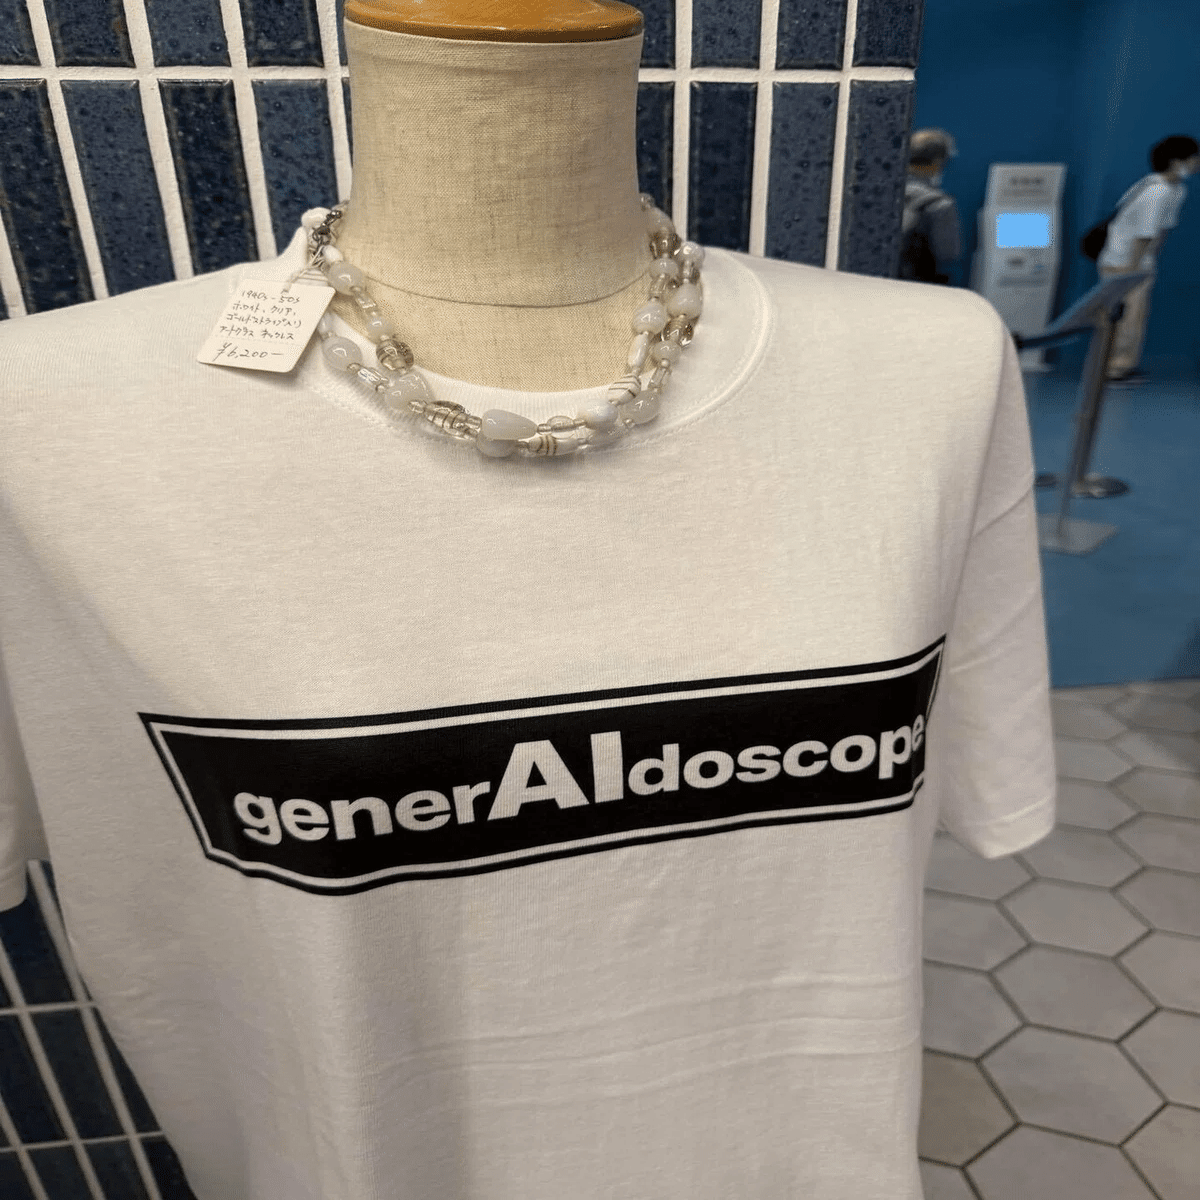 1940s-50s
ホワイト、クリア、
ゴールドストライプ入り
アートグラス ネックレス
¥6,200-
generAIdoscope